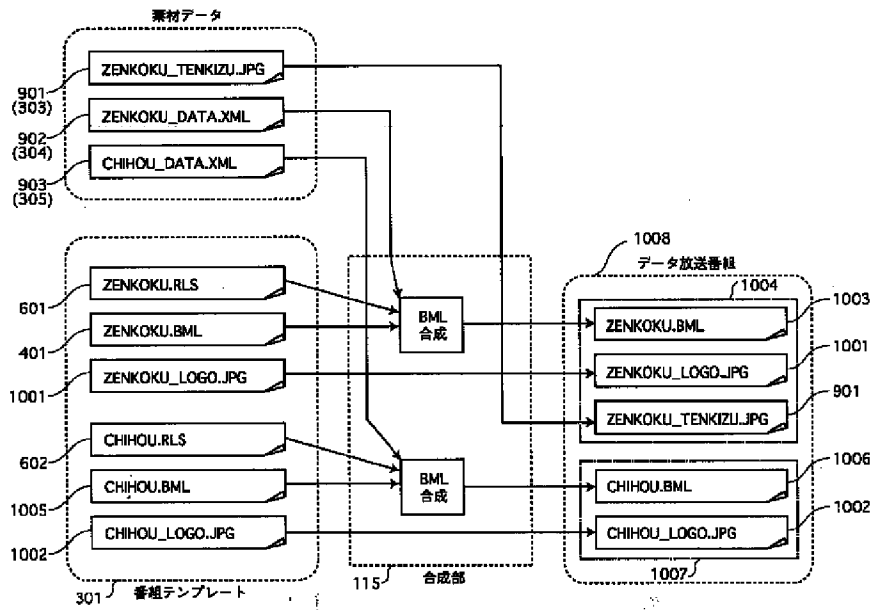 素材データ
ZENKOKU_TENKIZU.JPG
901
(303)
ZENKOKU_DATA.XML
902
(304)
CHIHOU_DATA.XML
903
(305)
ZENKOKU.RLS
601
ZENKOKU.BML
401
ZENKOKU_LOGO.JPG
1001
CHIHOU.RLS
602
CHIHOU.BML
1005
CHIHOU_LOGO.JPG
1002
301
番組テンプレート
BML
合成
BML
合成
115
合成部
1008
データ放送番組
1004
1003
ZENKOKU.BML
1001
ZENKOKU_LOGO.JPG
901
ZENKOKU_TENKIZU.JPG
1006
CHIHOU.BML
1002
CHIHOU_LOGO.JPG
1007